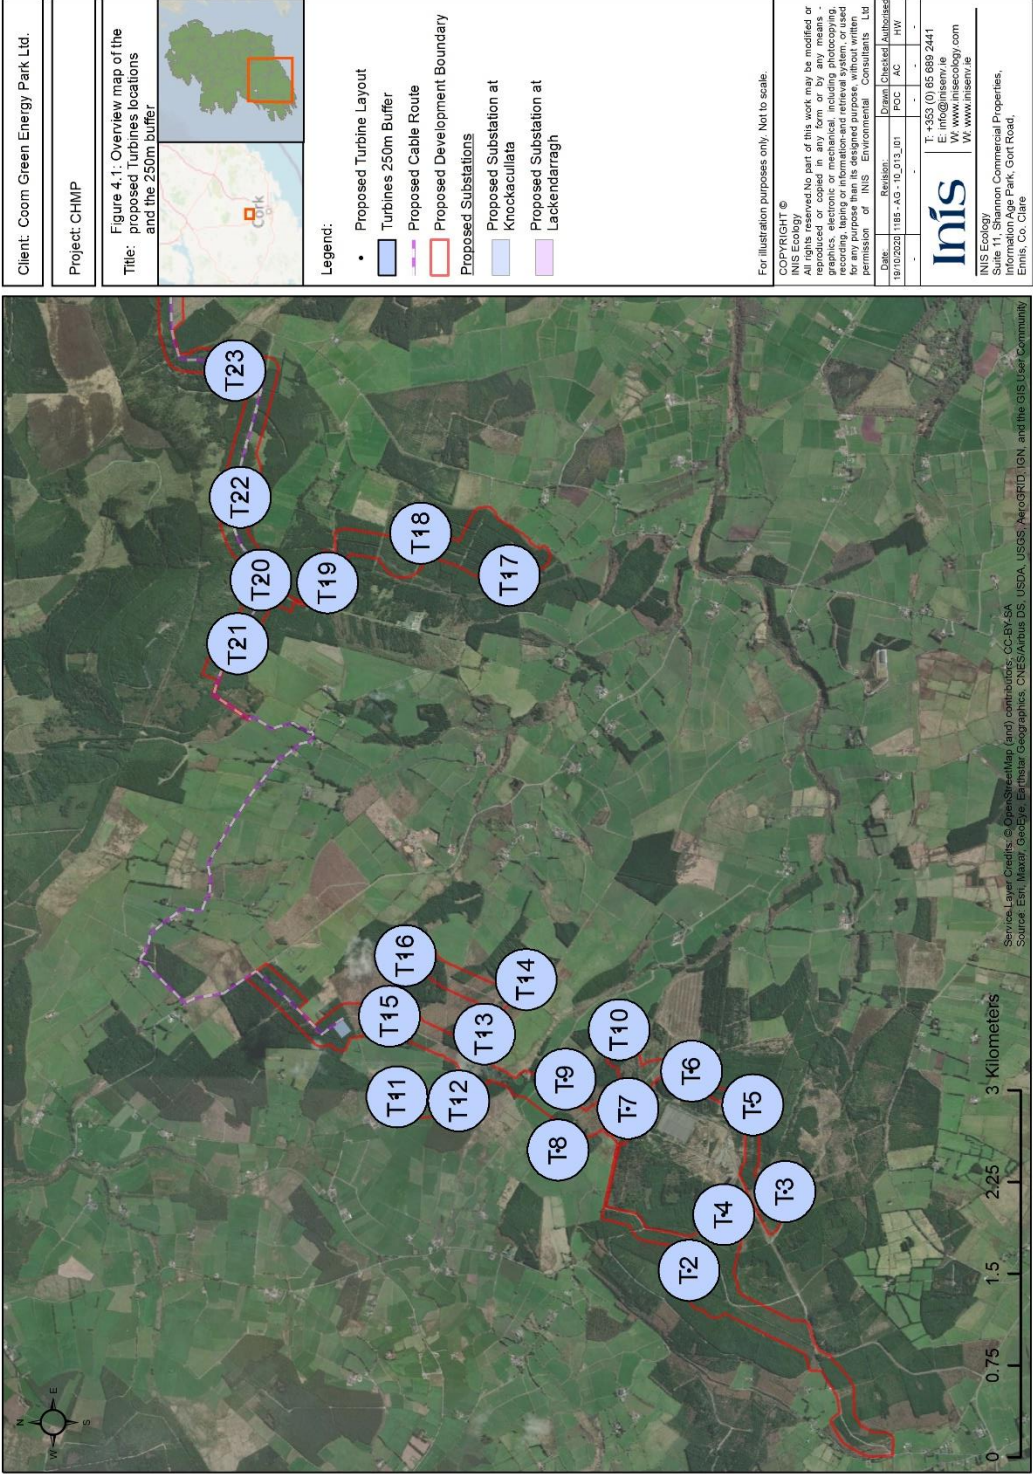 Client: Coom Green Energy Park Ltd.
Project: CHMP
Title:
Figure 4.1: Overview map of the
proposed Turbines locations
and the 250m buffer
Cork
Legend:
Proposed Turbine Layout
Turbines 250m Buffer
Proposed Cable Route
Proposed Development Boundary
Proposed Substations
Proposed Substation at
Knockacullata
Proposed Substation at
Lackendarragh
For illustration purposes only. Not to scale.
COPYRIGHT ©
INIS Ecology
All rights reserved.No part of this work may be modified or
reproduced or copied in any form or by any means -
graphics, electronic or mechanical, including photocopying,
recording, taping or information-and retrieval system, or used
for any purpose than its designed purpose, without written
permission of INIS Environmental Consultants Ltd
Date: Revision: Drawn Checked Authorised
19/10/2020 1185 - AG - 10_013_I01 POC AC HW
- - - - -
Inís
T: +353 (0) 65 689 2441
E: info@inisenv.ie
W: www.inisecology.com
W: www.inisenv.ie
INIS Ecology
Suite 11, Shannon Commercial Properties,
Information Age Park, Gort Road,
Ennis, Co. Clare
N
W E
S
T23
T22
T20
T21
T19
T18
T17
T16
T15
T14
T13
T11
T12
T10
T9
T8
T7
T6
T5
T4
T3
T2
0 0.75 1.5 2.25 3 Kilometers
Service Layer Credits: © OpenStreetMap (and) contributors, CC-BY-SA
Source: Esri, Maxar, GeoEye, Earthstar Geographics, CNES/Airbus DS, USDA, USGS, AeroGRID, IGN, and the GIS User Community